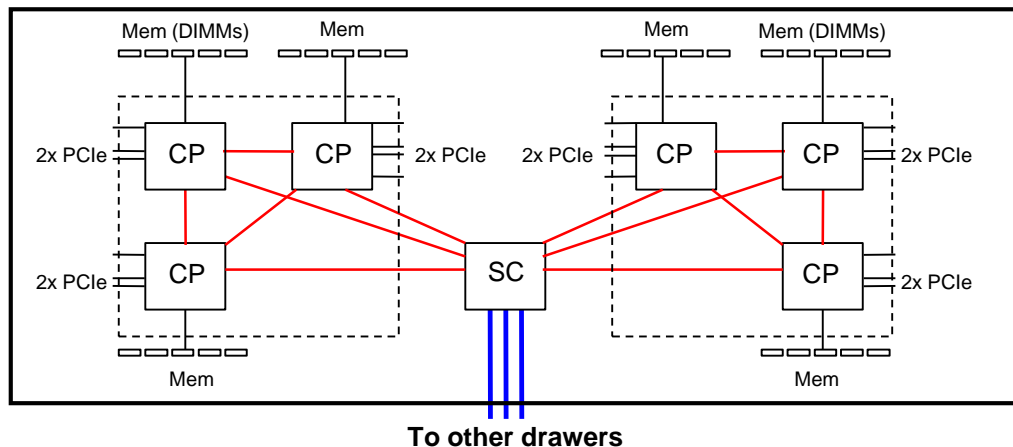 Mem (DIMMs)
Mem
Mem
Mem (DIMMs)
2x PCIe
CP
CP
2x PCIe
2x PCIe
CP
CP
2x PCIe
2x PCIe
CP
SC
CP
2x PCIe
Mem
Mem
To other drawers